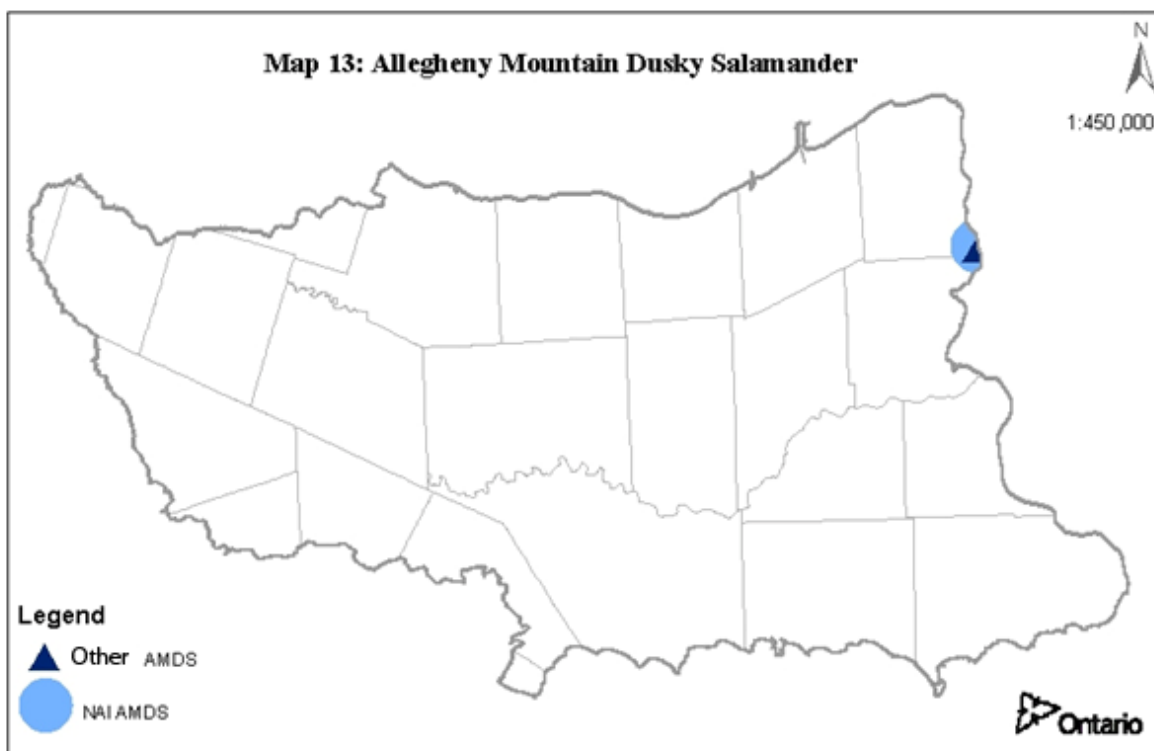 Map 13: Allegheny Mountain Dusky Salamander
N
1:450,000
Legend
Other AMDS
NAI AMDS
Ontario